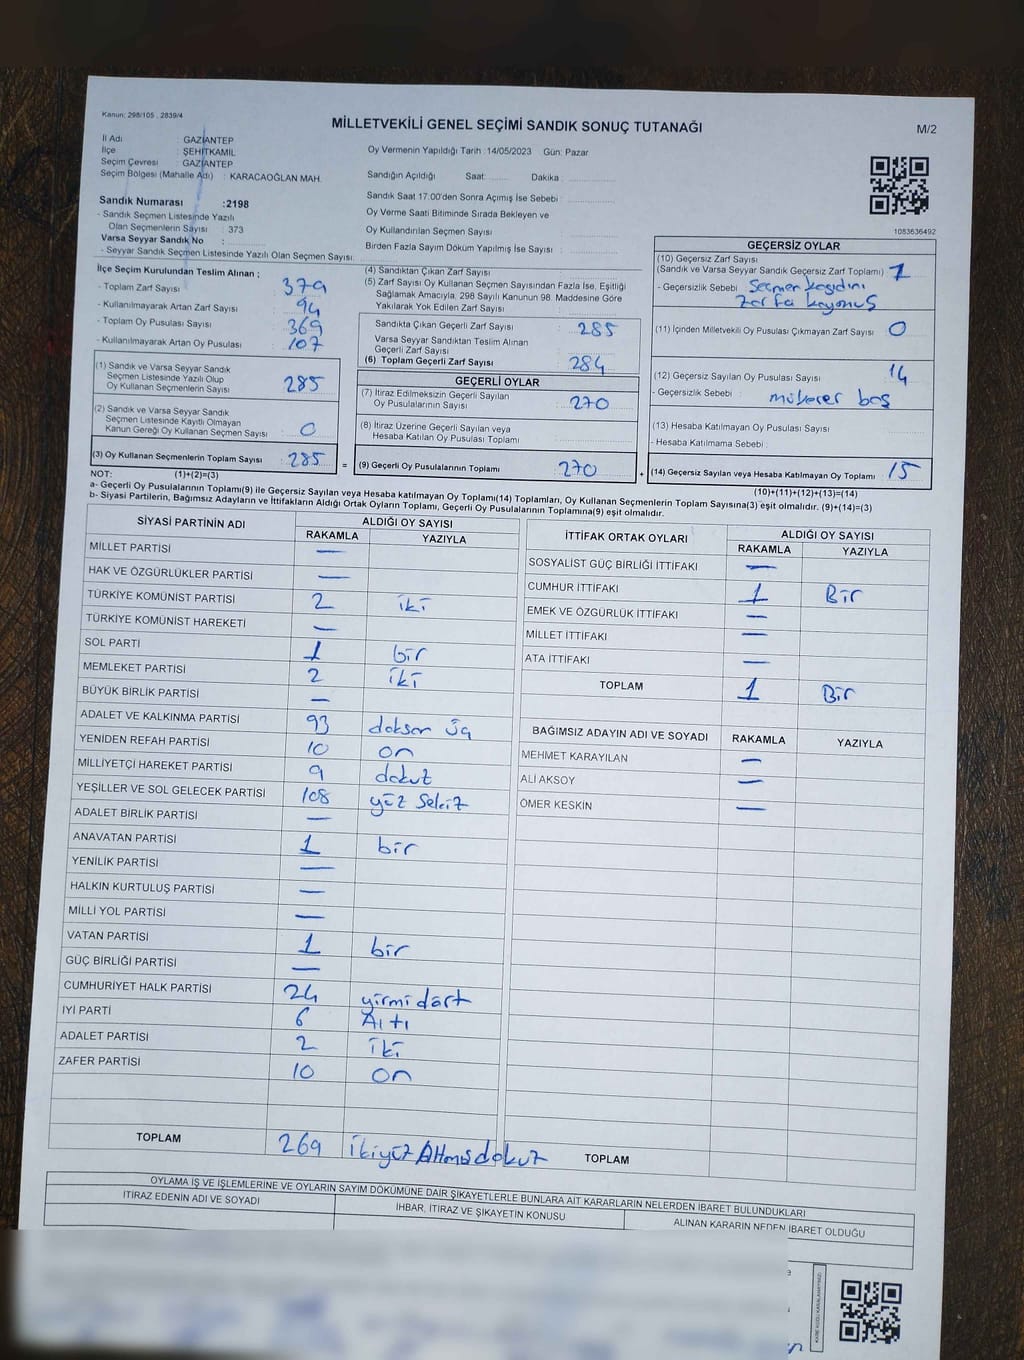 Kanun: 298/105 . 2839/4
MİLLETVEKİLİ GENEL SEÇİMİ SANDIK SONUÇ TUTANAĞI
M/2
İl Adı : GAZİANTEP
İlçe : ŞEHİTKAMİL
Seçim Çevresi : GAZİANTEP
Seçim Bölgesi (Mahalle Adı) : KARACAOĞLAN MAH.
Oy Vermenin Yapıldığı Tarih :14/05/2023 Gün: Pazar
Sandığın Açıldığı Saat: Dakika :
Sandık Saat 17:00'den Sonra Açımış İse Sebebi :
Oy Verme Saati Bitiminde Sırada Bekleyen ve
Oy Kullandırılan Seçmen Sayısı :
Birden Fazla Sayım Döküm Yapılmış İse Sayısı :
1083636492
Sandık Numarası :2198
- Sandık Seçmen Listesinde Yazılı
Olan Seçmenlerin Sayısı : 373
Varsa Seyyar Sandık No :
- Seyyar Sandık Seçmen Listesinde Yazılı Olan Seçmen Sayısı:
İlçe Seçim Kurulundan Teslim Alınan ;
- Toplam Zarf Sayısı : 379
- Kullanılmayarak Artan Zarf Sayısı : 94
- Toplam Oy Pusulası Sayısı : 369
- Kullanılmayarak Artan Oy Pusulası : 107
(1) Sandık ve Varsa Seyyar Sandık
Seçmen Listesinde Yazılı Olup
Oy Kullanan Seçmenlerin Sayısı : 285
(2) Sandık ve Varsa Seyyar Sandık
Seçmen Listesinde Kayıtlı Olmayan
Kanun Gereği Oy Kullanan Seçmen Sayısı : 0
(3) Oy Kullanan Seçmenlerin Toplam Sayısı : 285
(4) Sandıktan Çıkan Zarf Sayısı :
(5) Zarf Sayısı Oy Kullanan Seçmen Sayısından Fazla İse, Eşitliği
Sağlamak Amacıyla, 298 Sayılı Kanunun 98. Maddesine Göre
Yakılarak Yok Edilen Zarf Sayısı :
Sandıkta Çıkan Geçerli Zarf Sayısı : 285
Varsa Seyyar Sandıktan Teslim Alınan
Geçerli Zarf Sayısı :
(6) Toplam Geçerli Zarf Sayısı : 284
GEÇERLİ OYLAR
(7) İtiraz Edilmeksizin Geçerli Sayılan
Oy Pusulalarının Sayısı : 270
(8) İtiraz Üzerine Geçerli Sayılan veya
Hesaba Katılan Oy Pusulası Toplamı :
= (9) Geçerli Oy Pusulalarının Toplamı : 270
GEÇERSİZ OYLAR
(10) Geçersiz Zarf Sayısı
(Sandık ve Varsa Seyyar Sandık Geçersiz Zarf Toplamı) : 1
- Geçersizlik Sebebi : Seçmen kaydını
zarfa koymuş
(11) İçinden Milletvekili Oy Pusulası Çıkmayan Zarf Sayısı : 0
(12) Geçersiz Sayılan Oy Pusulası Sayısı : 14
- Geçersizlik Sebebi : mükerer boş
(13) Hesaba Katılmayan Oy Pusulası Sayısı :
- Hesaba Katılmama Sebebi :
+ (14) Geçersiz Sayılan veya Hesaba Katılmayan Oy Toplamı : 15
NOT: (1)+(2)=(3)
(10)+(11)+(12)+(13)=(14)
a- Geçerli Oy Pusulalarının Toplamı(9) ile Geçersiz Sayılan veya Hesaba katılmayan Oy Toplamı(14) Toplamları, Oy Kullanan Seçmenlerin Toplam Sayısına(3) eşit olmalıdır. (9)+(14)=(3)
b- Siyasi Partilerin, Bağımsız Adayların ve İttifakların Aldığı Ortak Oyların Toplamı, Geçerli Oy Pusulalarının Toplamına(9) eşit olmalıdır.
SİYASİ PARTİNİN ADI ALDIĞI OY SAYISI
RAKAMLA YAZIYLA
MİLLET PARTİSİ —
HAK VE ÖZGÜRLÜKLER PARTİSİ —
TÜRKİYE KOMÜNİST PARTİSİ 2 iki
TÜRKİYE KOMÜNİST HAREKETİ —
SOL PARTİ 1 bir
MEMLEKET PARTİSİ 2 iki
BÜYÜK BİRLİK PARTİSİ —
ADALET VE KALKINMA PARTİSİ 93 doksan üç
YENİDEN REFAH PARTİSİ 10 on
MİLLİYETÇİ HAREKET PARTİSİ 9 dokuz
YEŞİLLER VE SOL GELECEK PARTİSİ 108 yüz sekiz
ADALET BİRLİK PARTİSİ —
ANAVATAN PARTİSİ 1 bir
YENİLİK PARTİSİ —
HALKIN KURTULUŞ PARTİSİ —
MİLLİ YOL PARTİSİ —
VATAN PARTİSİ 1 bir
GÜÇ BİRLİĞİ PARTİSİ —
CUMHURİYET HALK PARTİSİ 24 yirmi dört
İYİ PARTİ 6 Altı
ADALET PARTİSİ 2 iki
ZAFER PARTİSİ 10 on
TOPLAM 269 ikiyüz Altmış dokuz
İTTİFAK ORTAK OYLARI ALDIĞI OY SAYISI
RAKAMLA YAZIYLA
SOSYALİST GÜÇ BİRLİĞİ İTTİFAKI —
CUMHUR İTTİFAKI 1 Bir
EMEK VE ÖZGÜRLÜK İTTİFAKI —
MİLLET İTTİFAKI —
ATA İTTİFAKI —
TOPLAM 1 Bir
BAĞIMSIZ ADAYIN ADI VE SOYADI RAKAMLA YAZIYLA
MEHMET KARAYILAN —
ALİ AKSOY —
ÖMER KESKİN —
TOPLAM
OYLAMA İŞ VE İŞLEMLERİNE VE OYLARIN SAYIM DÖKÜMÜNE DAİR ŞİKAYETLERLE BUNLARA AİT KARARLARIN NELERDEN İBARET BULUNDUKLARI
İTİRAZ EDENİN ADI VE SOYADI İHBAR, İTİRAZ VE ŞİKAYETİN KONUSU ALINAN KARARIN NEDEN İBARET OLDUĞU